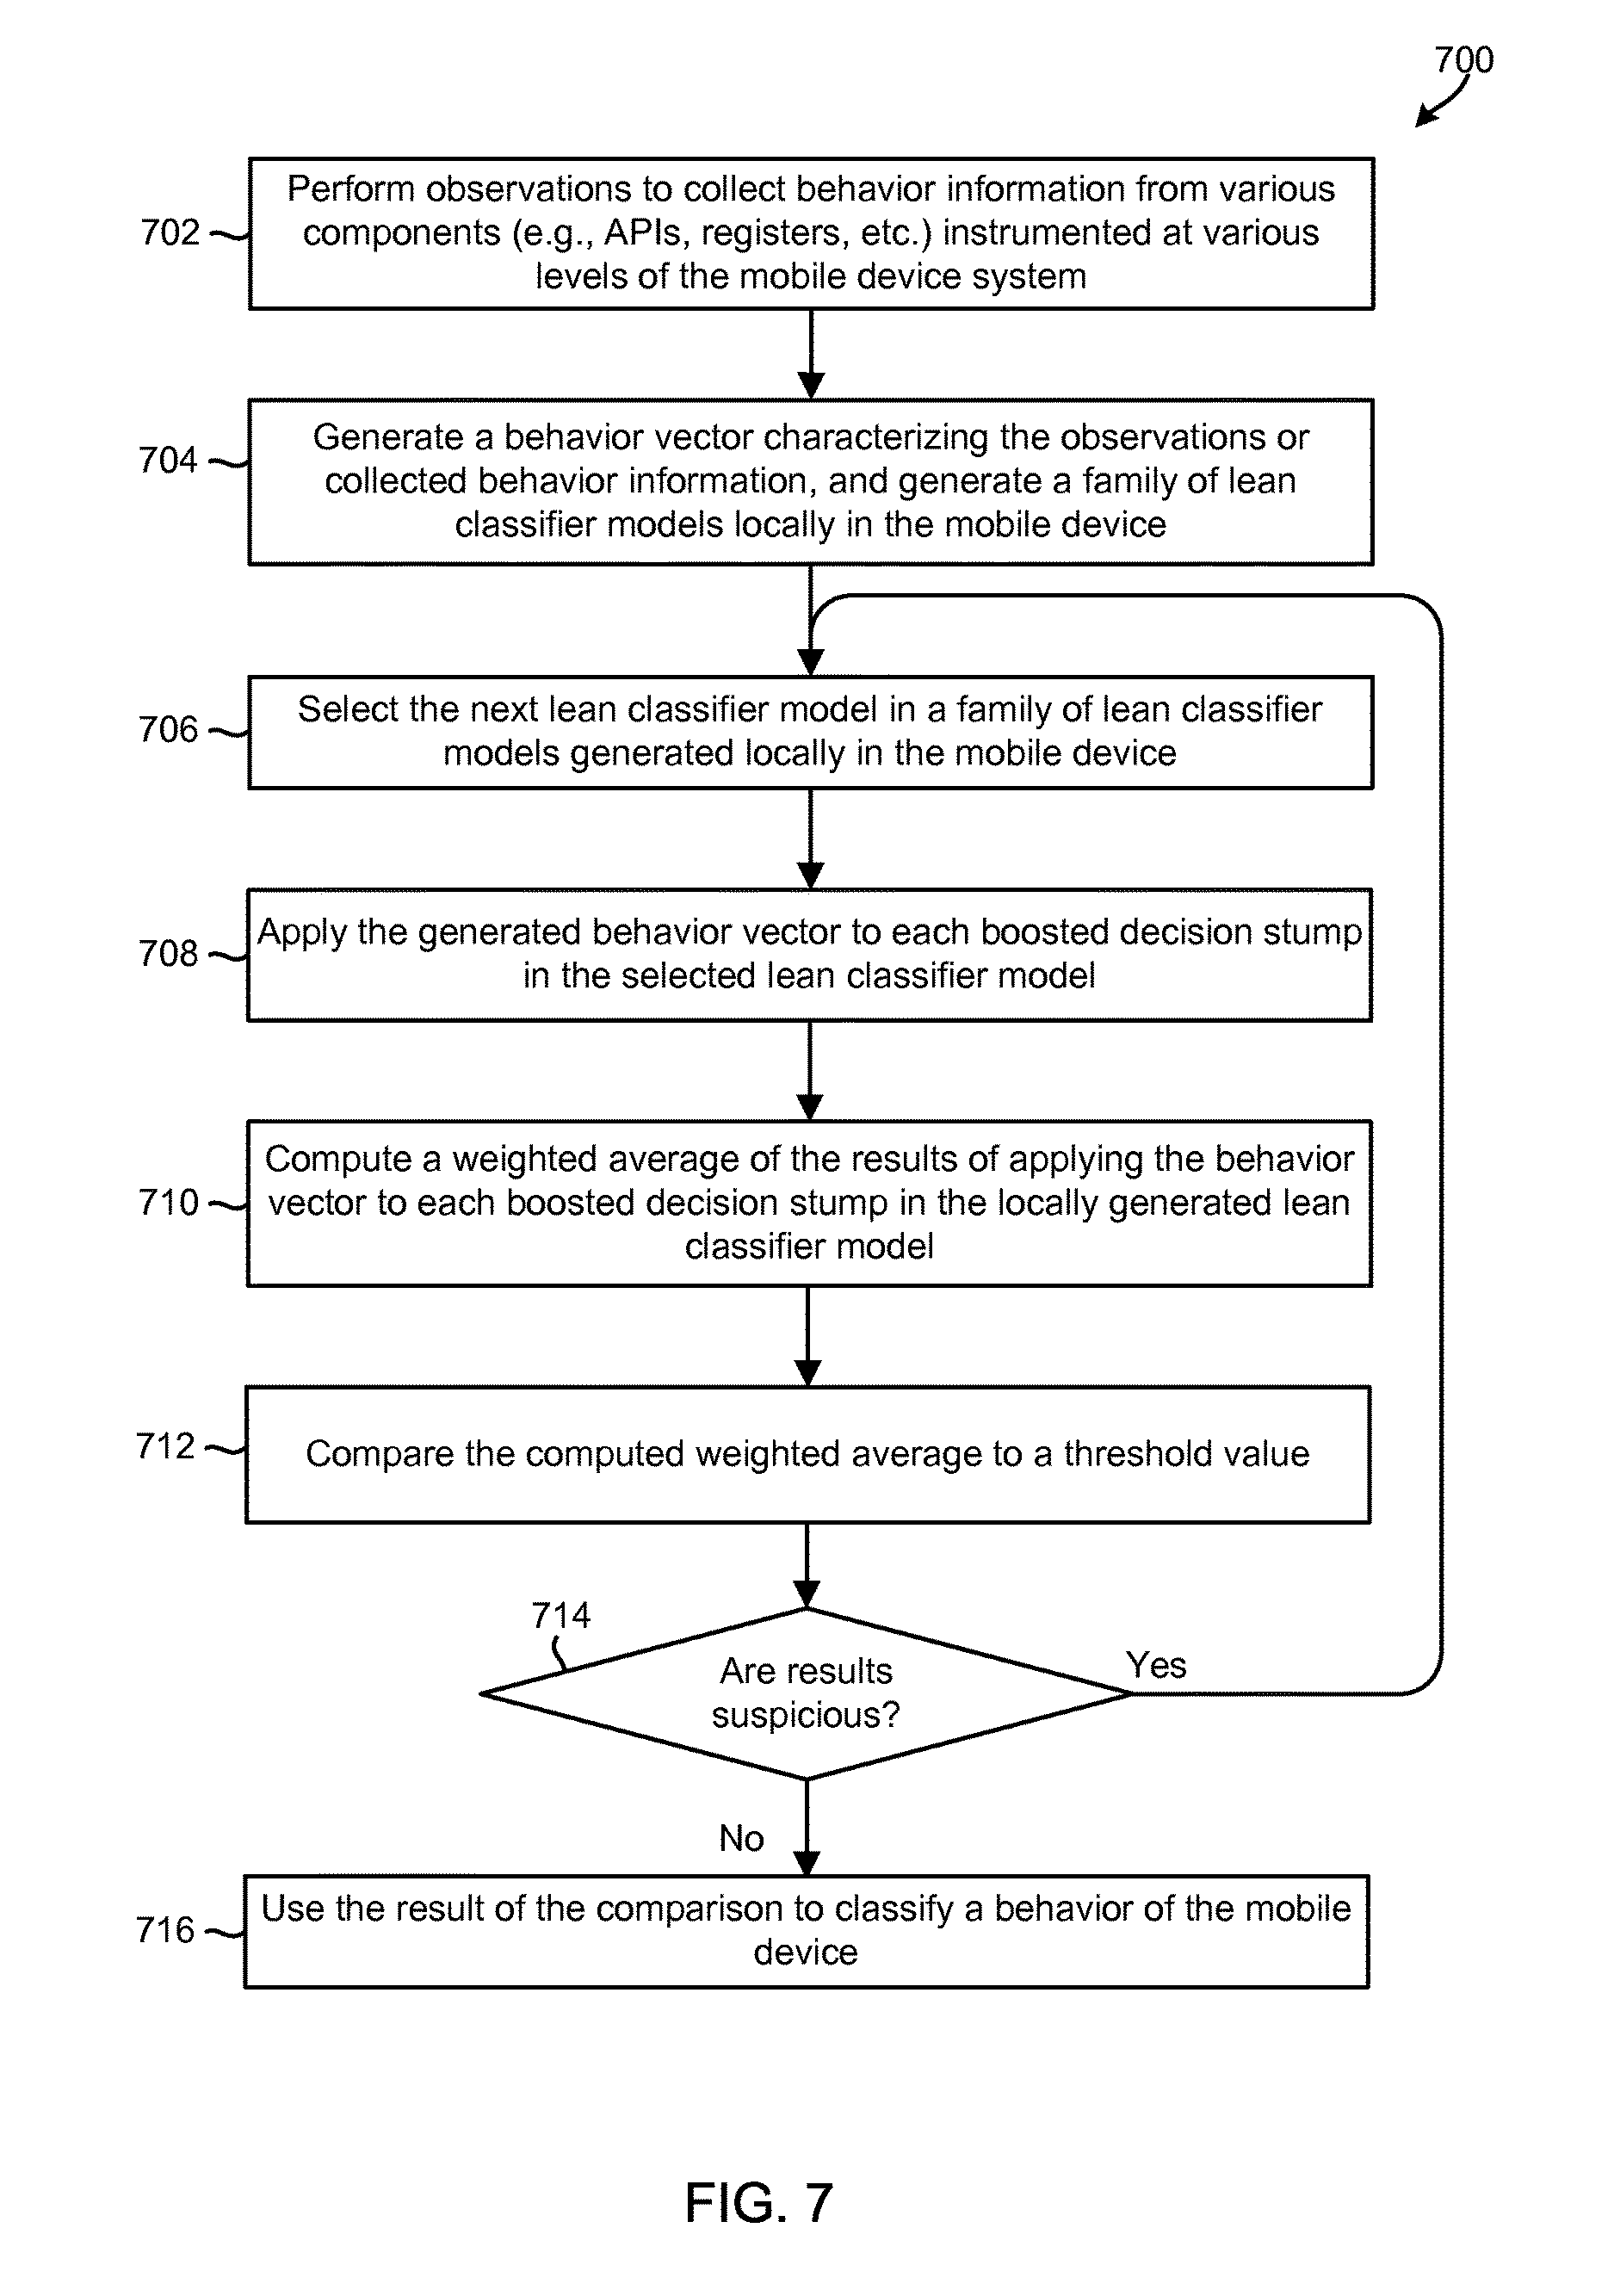 700
Perform observations to collect behavior information from various
components (e.g., APIs, registers, etc.) instrumented at various
levels of the mobile device system
702
Generate a behavior vector characterizing the observations or
collected behavior information, and generate a family of lean
classifier models locally in the mobile device
704
Select the next lean classifier model in a family of lean classifier
models generated locally in the mobile device
706
Apply the generated behavior vector to each boosted decision stump
in the selected lean classifier model
708
Compute a weighted average of the results of applying the behavior
vector to each boosted decision stump in the locally generated lean
classifier model
710
Compare the computed weighted average to a threshold value
712
714
Are results
suspicious?
Yes
No
Use the result of the comparison to classify a behavior of the mobile
device
716
FIG. 7